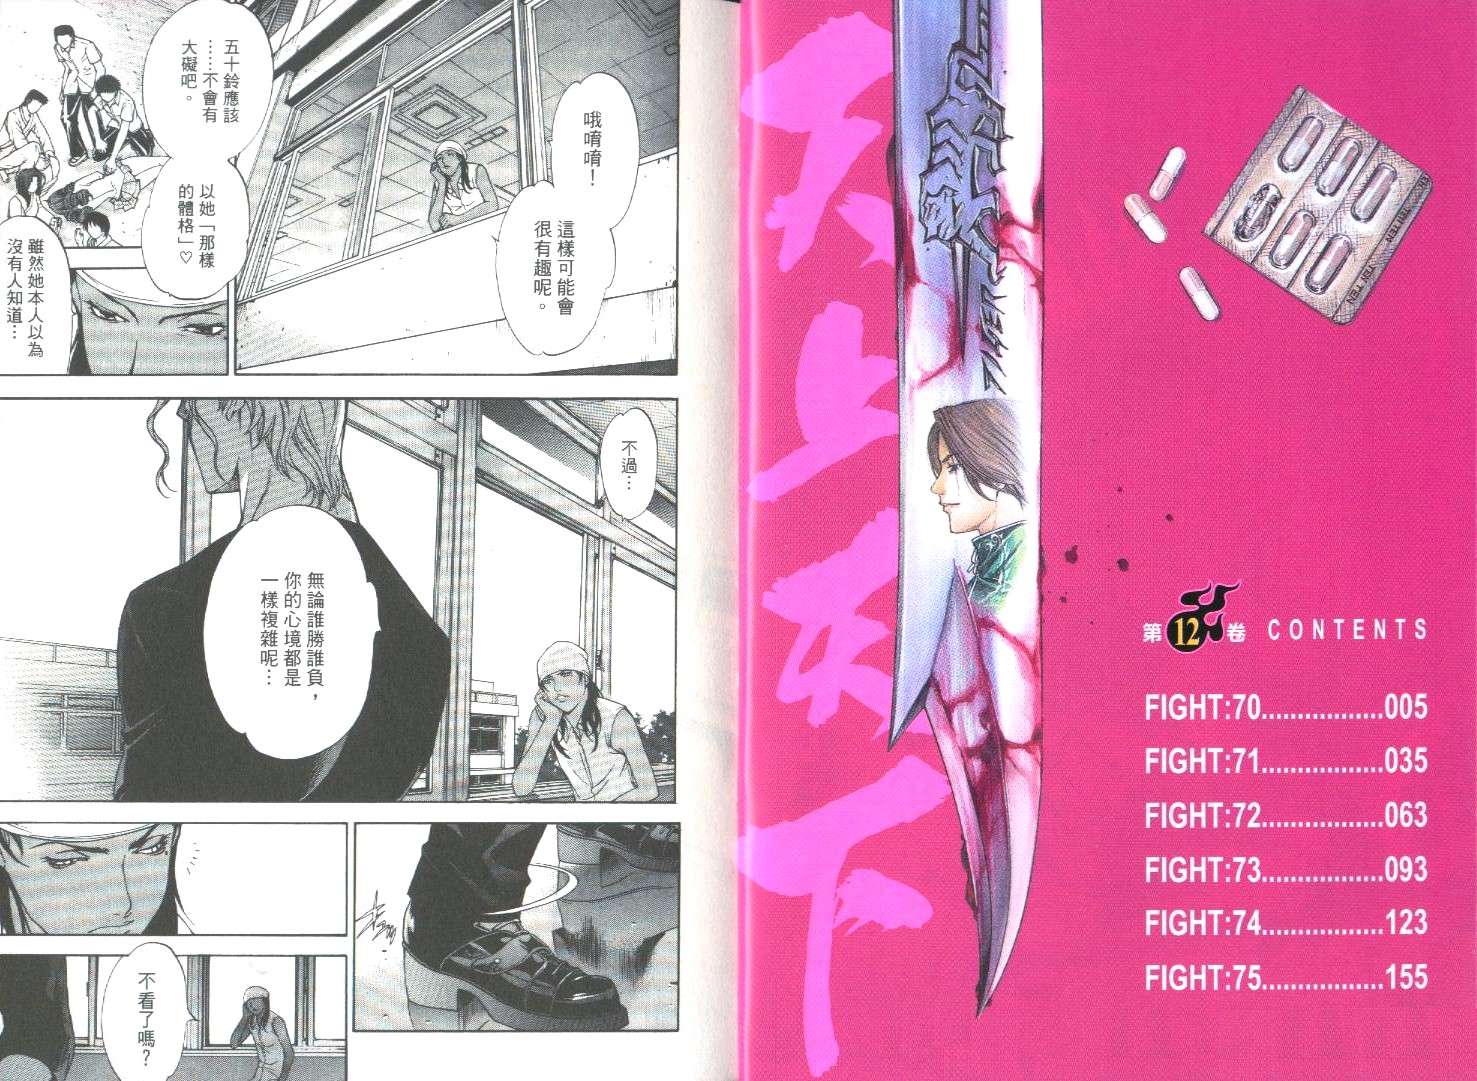 天上天下
第12卷 CONTENTS
FIGHT:70.................005
FIGHT:71.................035
FIGHT:72.................063
FIGHT:73.................093
FIGHT:74.................123
FIGHT:75.................155
TEN
TEN
哦唷唷！
這樣可能會
很有趣呢。
五十鈴應該
……不會有
大礙吧。
以她「那樣
的體格」♡
雖然她本人以為
沒有人知道…
不過…
無論誰勝誰負，
你的心境都是
一樣複雜呢…
不看了嗎？